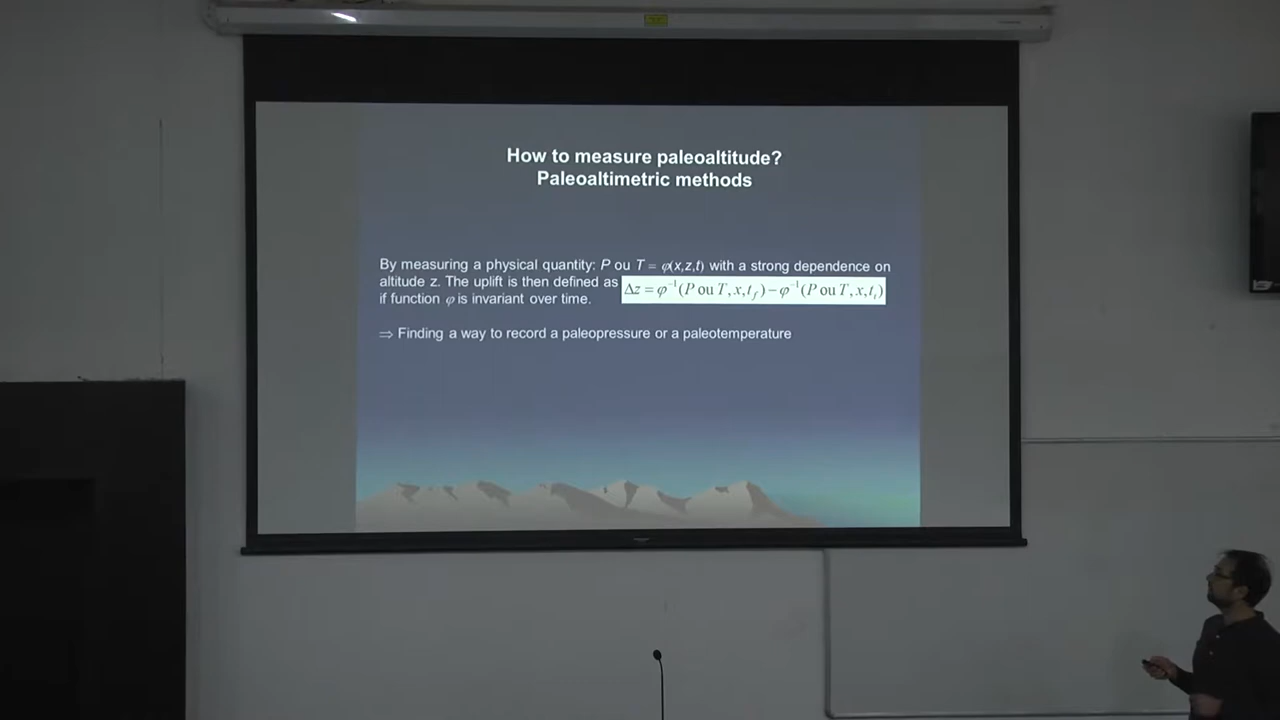 How to measure paleoaltitude?
Paleoaltimetric methods
By measuring a physical quantity: P ou T = φ(x,z,t) with a strong dependence on
altitude z. The uplift is then defined as Δz = φ⁻¹(P ou T, x, t_f) − φ⁻¹(P ou T, x, t_i)
if function φ is invariant over time.
⇒ Finding a way to record a paleopressure or a paleotemperature